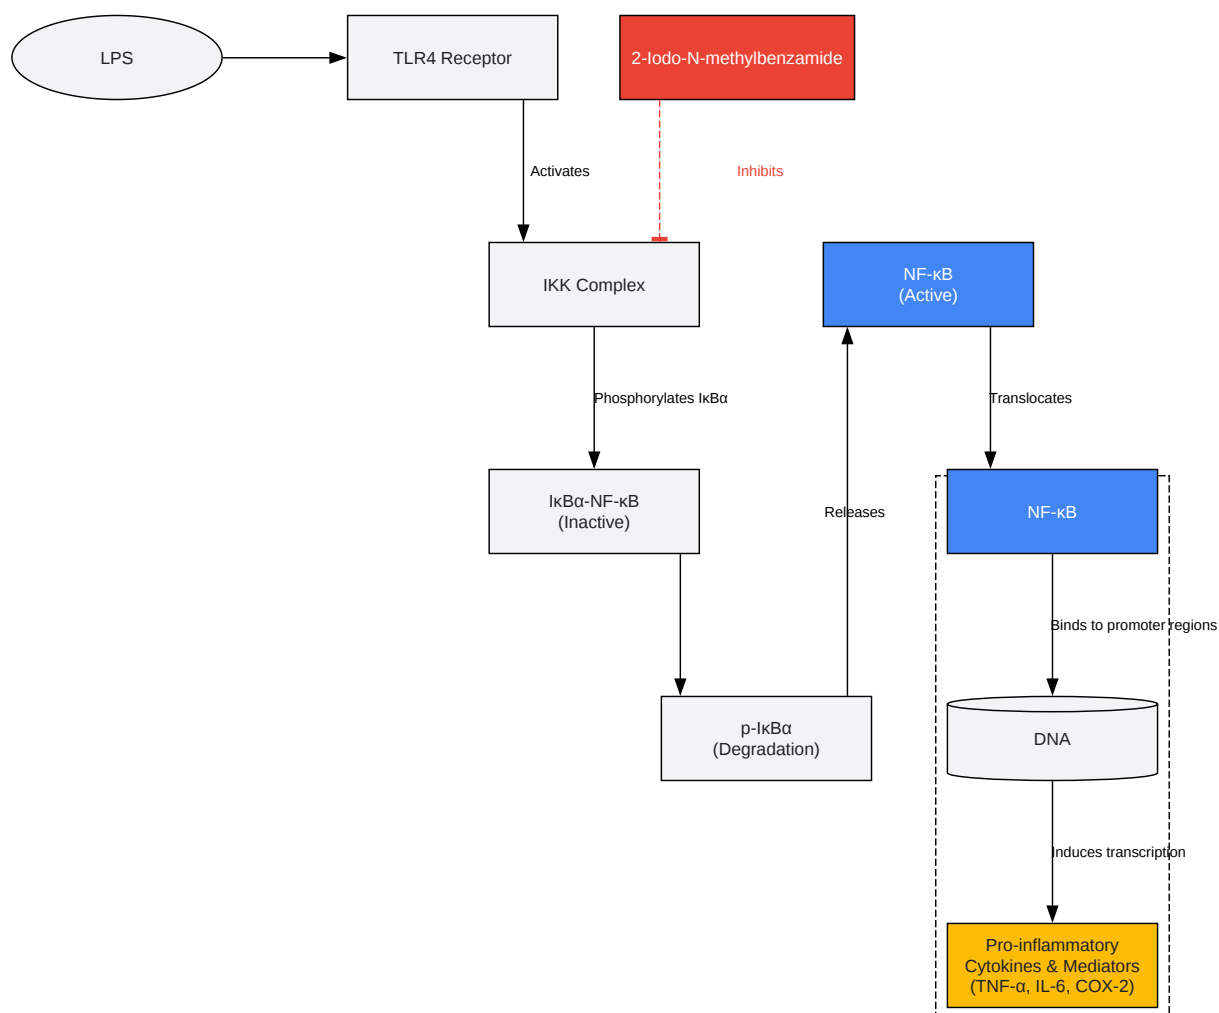 LPS
TLR4 Receptor
2-Iodo-N-methylbenzamide
Activates
Inhibits
IKK Complex
NF-κB
(Active)
Phosphorylates IκBα
Translocates
IκBα-NF-κB
(Inactive)
Releases
NF-κB
Binds to promoter regions
p-IκBα
(Degradation)
DNA
Induces transcription
Pro-inflammatory
Cytokines & Mediators
(TNF-α, IL-6, COX-2)